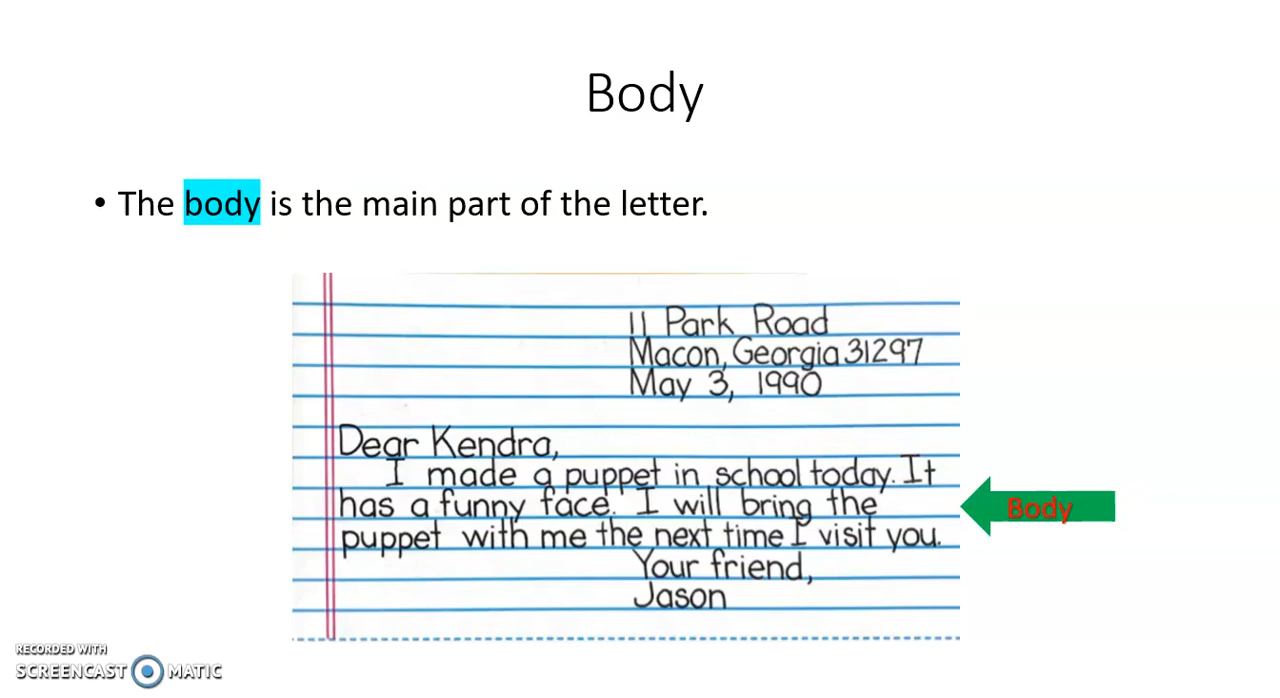 Body
• The body is the main part of the letter.
11 Park Road
Macon, Georgia 31297
May 3, 1990
Dear Kendra,
I made a puppet in school today. It
has a funny face. I will bring the
puppet with me the next time I visit you.
Your friend,
Jason
Body
RECORDED WITH
SCREENCAST MATIC